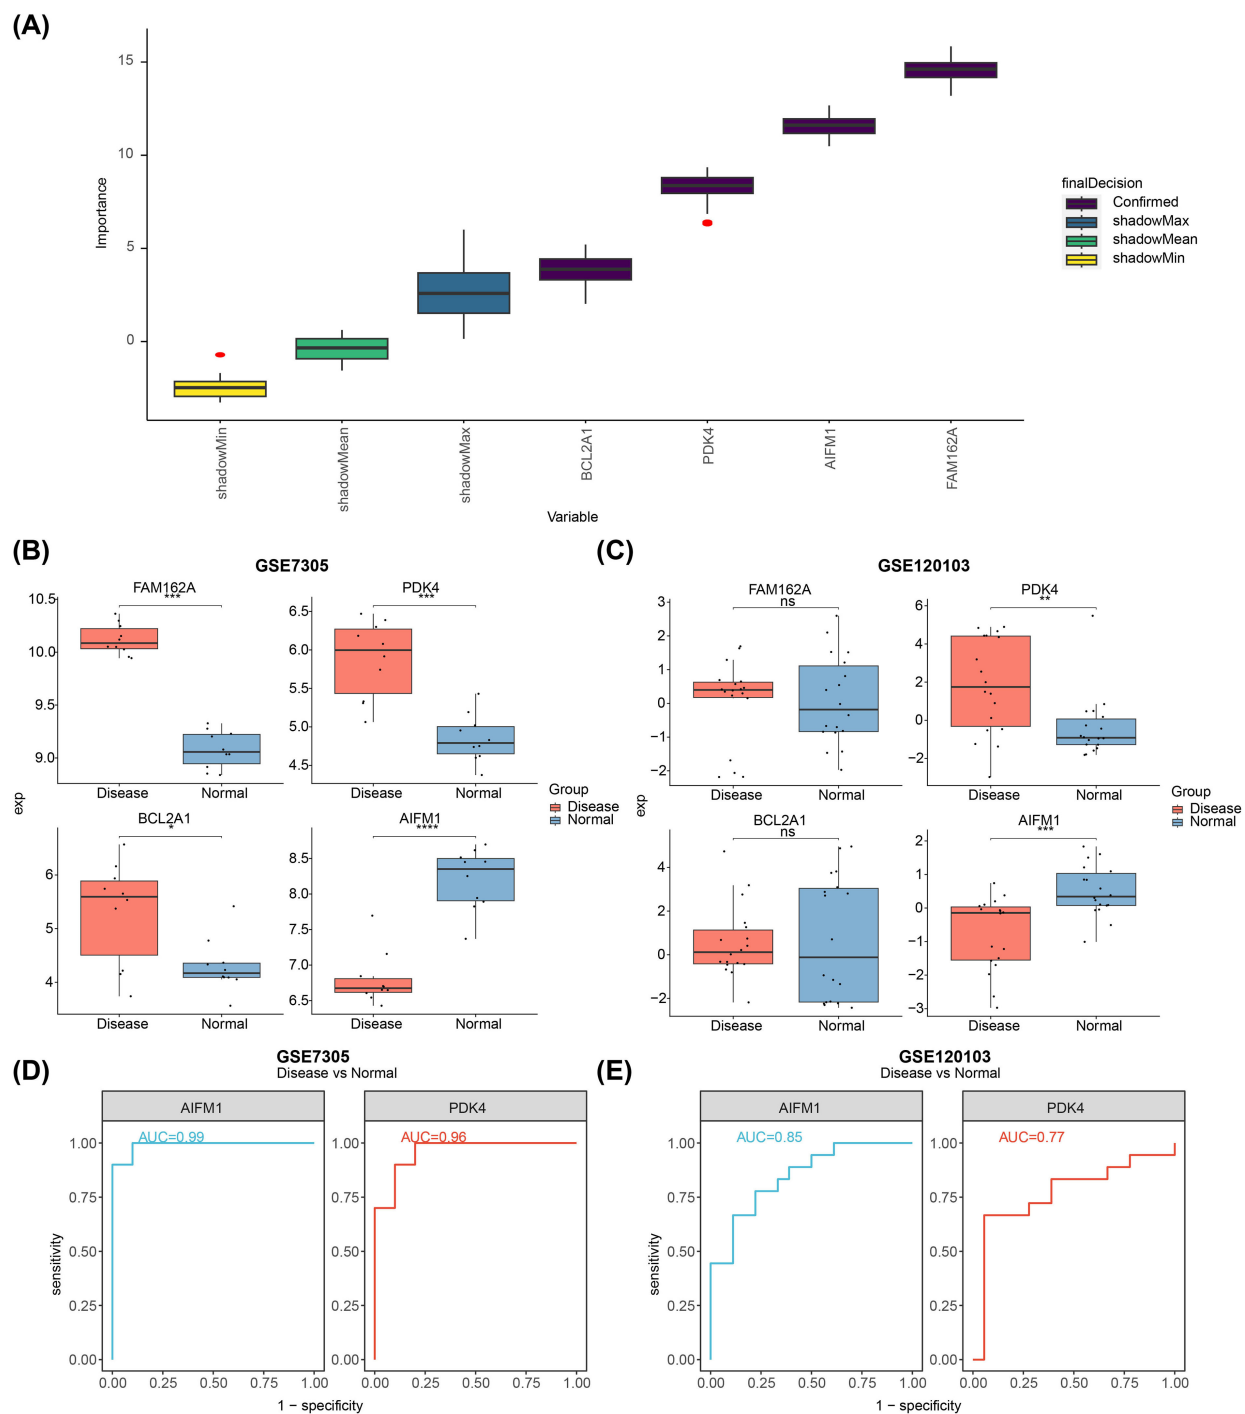 (A)
15
10
5
0
Importance
shadowMin
shadowMean
shadowMax
BCL2A1
PDK4
AIFM1
FAM162A
Variable
finalDecision
Confirmed
shadowMax
shadowMean
shadowMin
(B)
GSE7305
FAM162A
***
10.5
10.0
9.5
9.0
Disease
Normal
PDK4
***
6.5
6.0
5.5
5.0
4.5
Disease
Normal
exp
BCL2A1
*
6
5
4
Disease
Normal
AIFM1
****
8.5
8.0
7.5
7.0
6.5
Disease
Normal
Group
Disease
Normal
(C)
GSE120103
FAM162A
ns
3
2
1
0
−1
−2
Disease
Normal
PDK4
**
6
4
2
0
−2
Disease
Normal
exp
BCL2A1
ns
4
2
0
−2
Disease
Normal
AIFM1
***
2
1
0
−1
−2
−3
Disease
Normal
Group
Disease
Normal
(D)
GSE7305
Disease vs Normal
AIFM1
AUC=0.99
1.00
0.75
0.50
0.25
0.00
0.00 0.25 0.50 0.75 1.00
PDK4
AUC=0.96
1.00
0.75
0.50
0.25
0.00
0.00 0.25 0.50 0.75 1.00
sensitivity
1 − specificity
(E)
GSE120103
Disease vs Normal
AIFM1
AUC=0.85
1.00
0.75
0.50
0.25
0.00
0.00 0.25 0.50 0.75 1.00
PDK4
AUC=0.77
1.00
0.75
0.50
0.25
0.00
0.00 0.25 0.50 0.75 1.00
sensitivity
1 − specificity